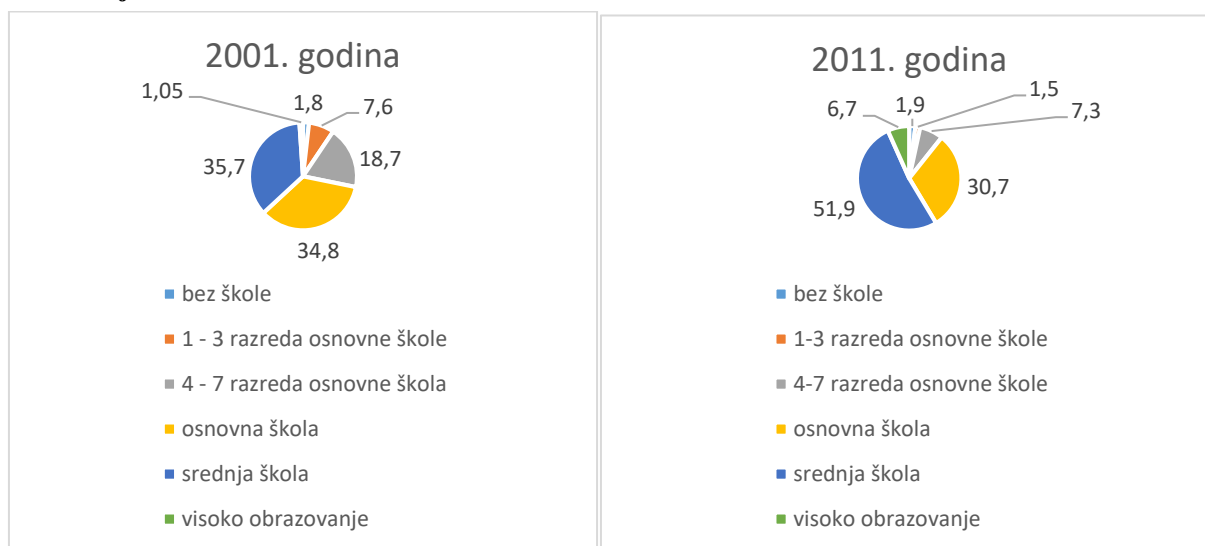 2001. godina
1,05
1,8
7,6
18,7
34,8
35,7
bez škole
1 - 3 razreda osnovne škole
4 - 7 razreda osnovne škola
osnovna škola
srednja škola
visoko obrazovanje
2011. godina
6,7
1,9
1,5
7,3
30,7
51,9
bez škole
1-3 razreda osnovne škole
4-7 razreda osnovne škole
osnovna škola
srednja škola
visoko obrazovanje